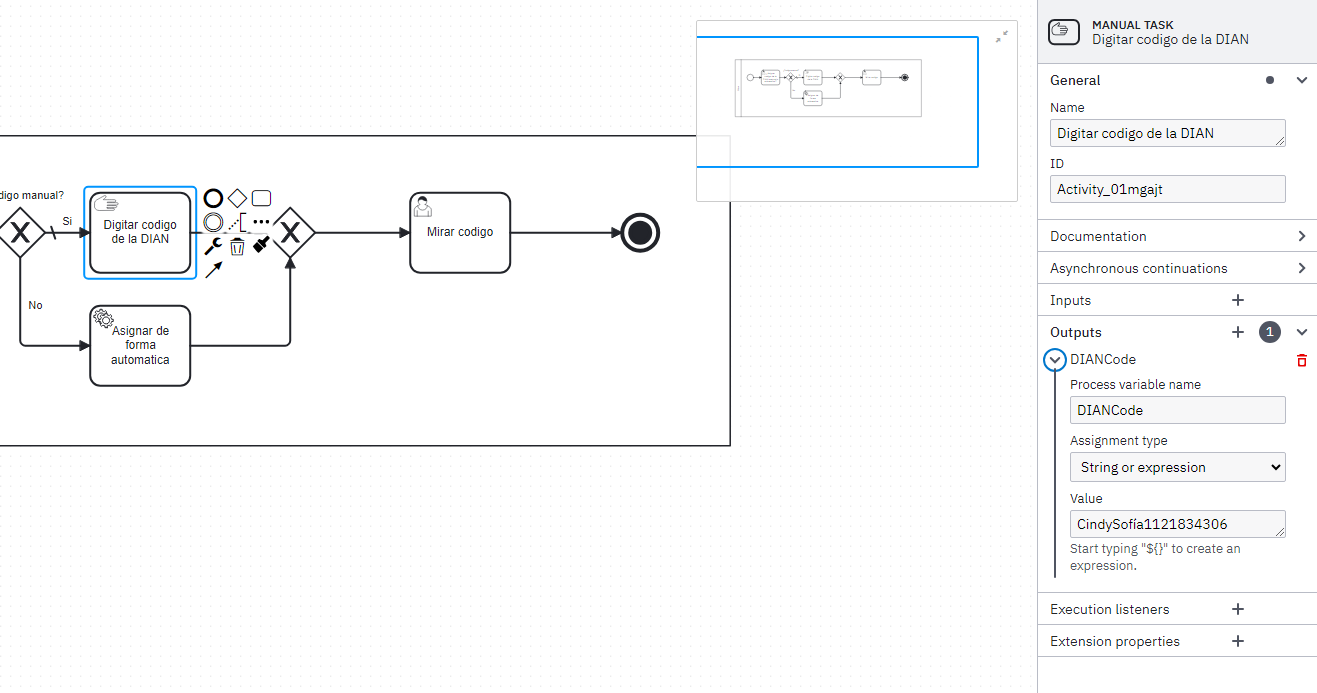 digo manual?
Si
Digitar codigo
de la DIAN
Mirar codigo
No
Asignar de
forma
automatica
MANUAL TASK
Digitar codigo de la DIAN
General
Name
Digitar codigo de la DIAN
ID
Activity_01mgajt
Documentation
Asynchronous continuations
Inputs
Outputs
1
DIANCode
Process variable name
DIANCode
Assignment type
String or expression
Value
CindySofía1121834306
Start typing "${}" to create an
expression.
Execution listeners
Extension properties